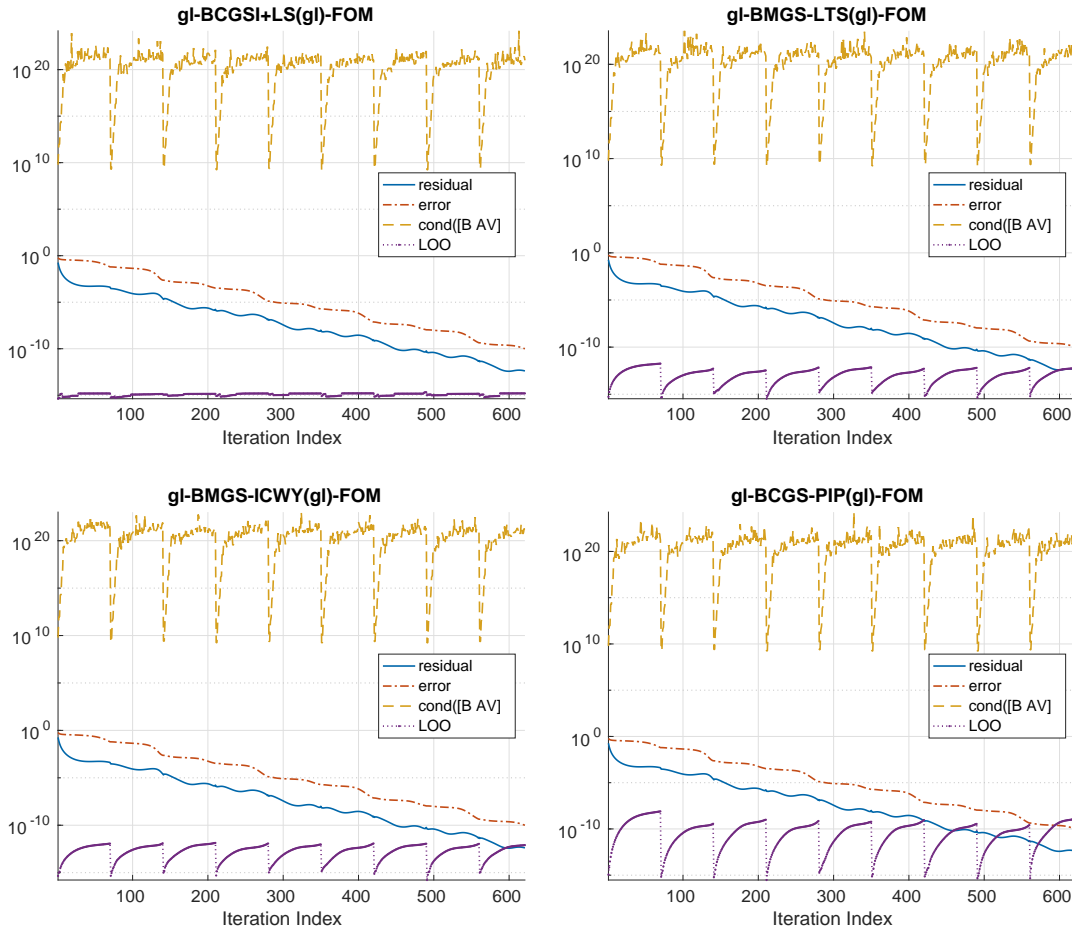 gl-BCGSI+LS(gl)-FOM
10^20
10^10
10^0
10^-10
residual
error
cond([B AV]
LOO
100 200 300 400 500 600
Iteration Index
gl-BMGS-LTS(gl)-FOM
10^20
10^10
10^0
10^-10
residual
error
cond([B AV]
LOO
100 200 300 400 500 600
Iteration Index
gl-BMGS-ICWY(gl)-FOM
10^20
10^10
10^0
10^-10
residual
error
cond([B AV]
LOO
100 200 300 400 500 600
Iteration Index
gl-BCGS-PIP(gl)-FOM
10^20
10^10
10^0
10^-10
residual
error
cond([B AV]
LOO
100 200 300 400 500 600
Iteration Index